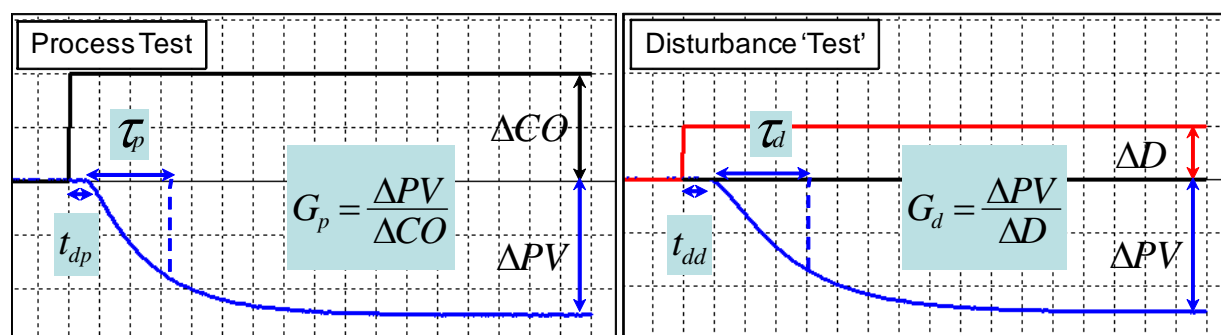 Process Test
τp
ΔCO
Gp = ΔPV / ΔCO
tdp
ΔPV
Disturbance ‘Test’
τd
ΔD
Gd = ΔPV / ΔD
tdd
ΔPV